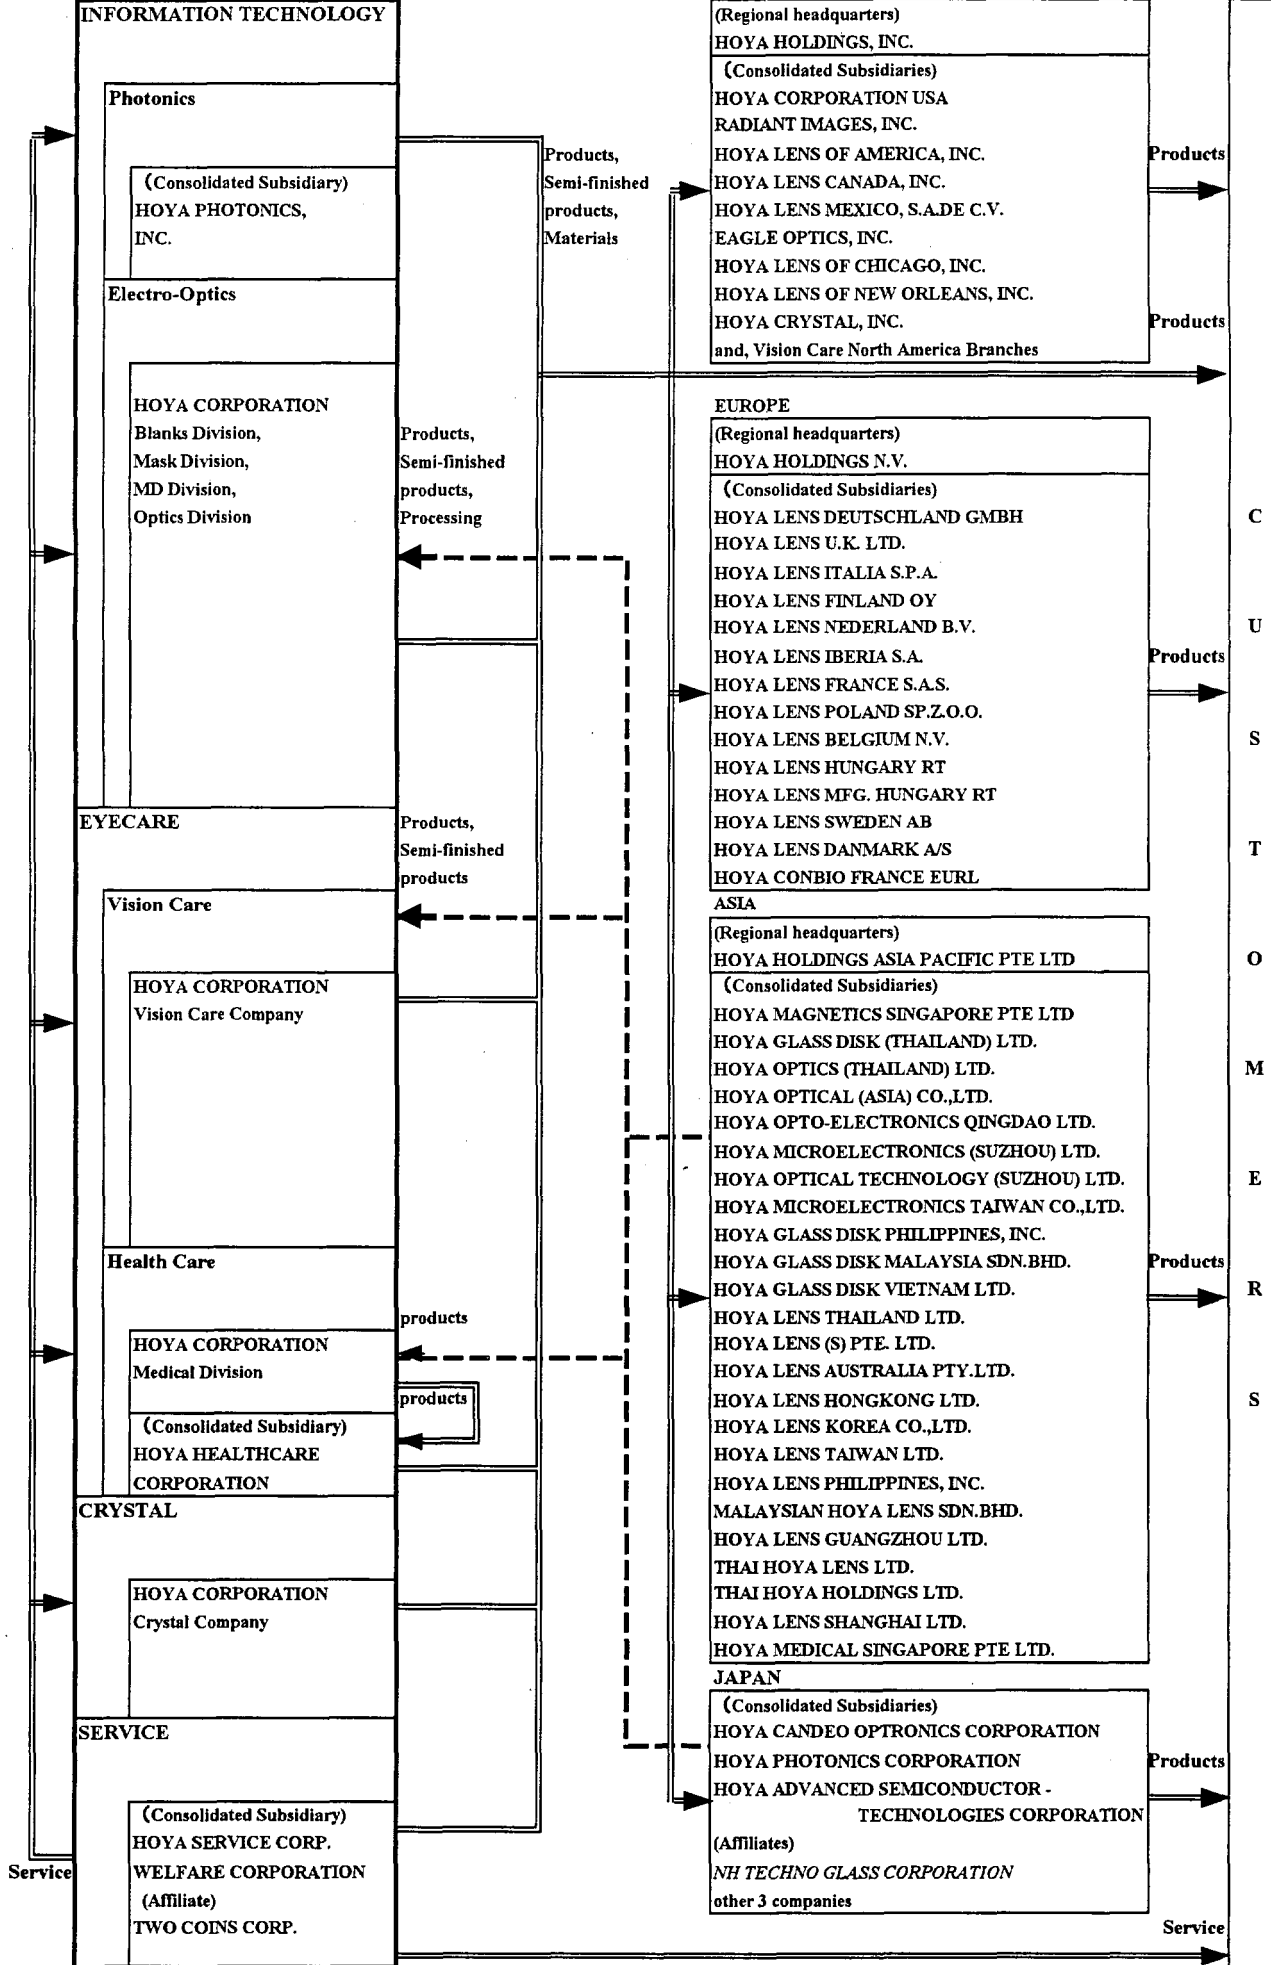 INFORMATION TECHNOLOGY
Photonics
(Consolidated Subsidiary)
HOYA PHOTONICS,
INC.
Electro-Optics
HOYA CORPORATION
Blanks Division,
Mask Division,
MD Division,
Optics Division
EYECARE
Vision Care
HOYA CORPORATION
Vision Care Company
Health Care
HOYA CORPORATION
Medical Division
(Consolidated Subsidiary)
HOYA HEALTHCARE
CORPORATION
CRYSTAL
HOYA CORPORATION
Crystal Company
SERVICE
(Consolidated Subsidiary)
HOYA SERVICE CORP.
WELFARE CORPORATION
(Affiliate)
TWO COINS CORP.
Service
Products,
Semi-finished
products,
Materials
Products,
Semi-finished
products,
Processing
Products,
Semi-finished
products
products
products
(Regional headquarters)
HOYA HOLDINGS, INC.
(Consolidated Subsidiaries)
HOYA CORPORATION USA
RADIANT IMAGES, INC.
HOYA LENS OF AMERICA, INC.
HOYA LENS CANADA, INC.
HOYA LENS MEXICO, S.A.DE C.V.
EAGLE OPTICS, INC.
HOYA LENS OF CHICAGO, INC.
HOYA LENS OF NEW ORLEANS, INC.
HOYA CRYSTAL, INC.
and, Vision Care North America Branches
Products
Products
EUROPE
(Regional headquarters)
HOYA HOLDINGS N.V.
(Consolidated Subsidiaries)
HOYA LENS DEUTSCHLAND GMBH
HOYA LENS U.K. LTD.
HOYA LENS ITALIA S.P.A.
HOYA LENS FINLAND OY
HOYA LENS NEDERLAND B.V.
HOYA LENS IBERIA S.A.
HOYA LENS FRANCE S.A.S.
HOYA LENS POLAND SP.Z.O.O.
HOYA LENS BELGIUM N.V.
HOYA LENS HUNGARY RT
HOYA LENS MFG. HUNGARY RT
HOYA LENS SWEDEN AB
HOYA LENS DANMARK A/S
HOYA CONBIO FRANCE EURL
Products
ASIA
(Regional headquarters)
HOYA HOLDINGS ASIA PACIFIC PTE LTD
(Consolidated Subsidiaries)
HOYA MAGNETICS SINGAPORE PTE LTD
HOYA GLASS DISK (THAILAND) LTD.
HOYA OPTICS (THAILAND) LTD.
HOYA OPTICAL (ASIA) CO.,LTD.
HOYA OPTO-ELECTRONICS QINGDAO LTD.
HOYA MICROELECTRONICS (SUZHOU) LTD.
HOYA OPTICAL TECHNOLOGY (SUZHOU) LTD.
HOYA MICROELECTRONICS TAIWAN CO.,LTD.
HOYA GLASS DISK PHILIPPINES, INC.
HOYA GLASS DISK MALAYSIA SDN.BHD.
HOYA GLASS DISK VIETNAM LTD.
HOYA LENS THAILAND LTD.
HOYA LENS (S) PTE. LTD.
HOYA LENS AUSTRALIA PTY.LTD.
HOYA LENS HONGKONG LTD.
HOYA LENS KOREA CO.,LTD.
HOYA LENS TAIWAN LTD.
HOYA LENS PHILIPPINES, INC.
MALAYSIAN HOYA LENS SDN.BHD.
HOYA LENS GUANGZHOU LTD.
THAI HOYA LENS LTD.
THAI HOYA HOLDINGS LTD.
HOYA LENS SHANGHAI LTD.
HOYA MEDICAL SINGAPORE PTE LTD.
Products
JAPAN
(Consolidated Subsidiaries)
HOYA CANDEO OPTRONICS CORPORATION
HOYA PHOTONICS CORPORATION
HOYA ADVANCED SEMICONDUCTOR -
TECHNOLOGIES CORPORATION
(Affiliates)
NH TECHNO GLASS CORPORATION
other 3 companies
Products
Service
C
U
S
T
O
M
E
R
S